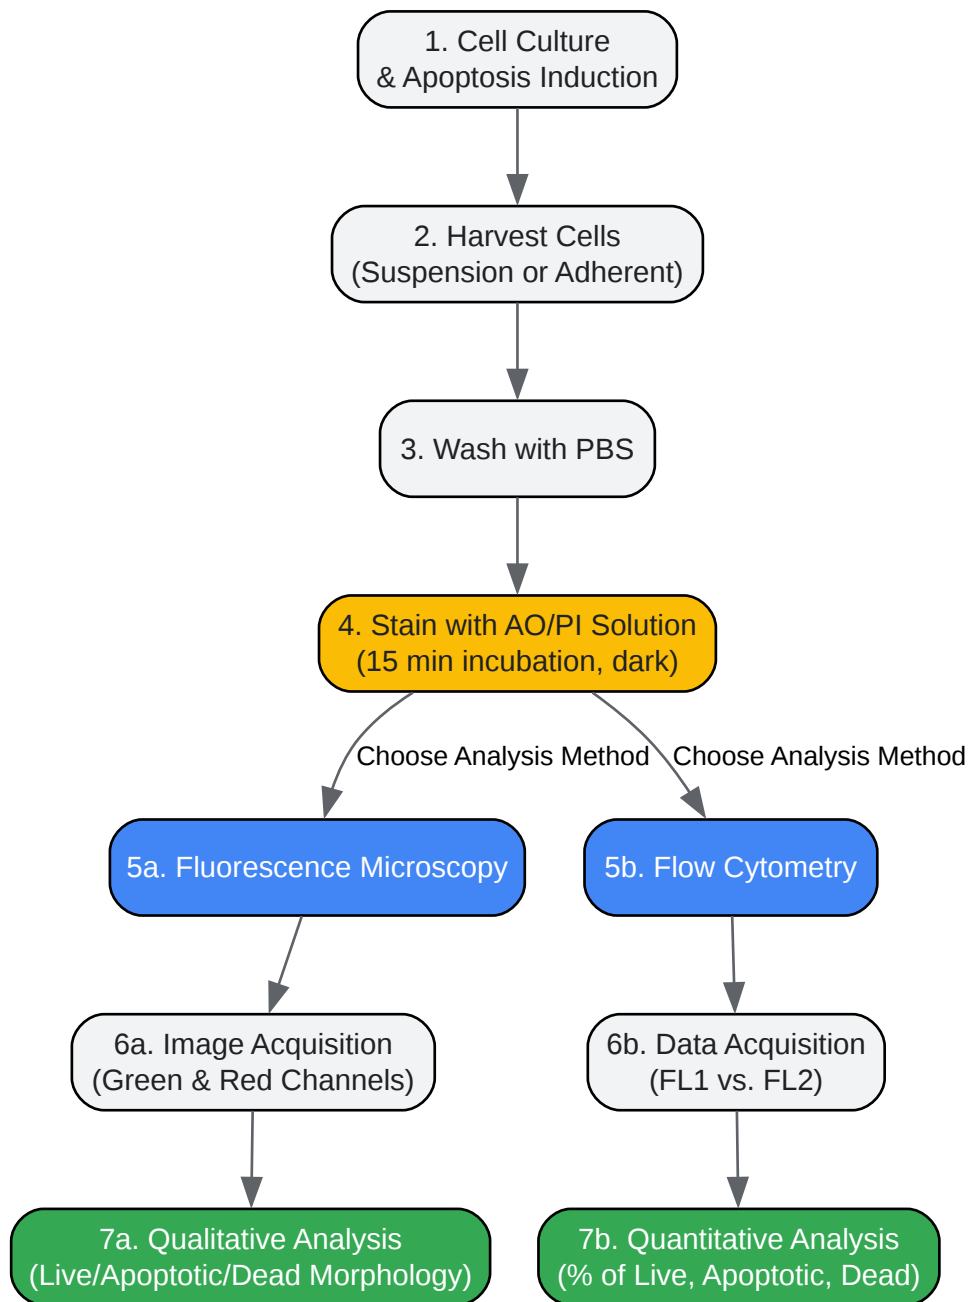 1. Cell Culture
& Apoptosis Induction
2. Harvest Cells
(Suspension or Adherent)
3. Wash with PBS
4. Stain with AO/PI Solution
(15 min incubation, dark)
Choose Analysis Method
Choose Analysis Method
5a. Fluorescence Microscopy
5b. Flow Cytometry
6a. Image Acquisition
(Green & Red Channels)
6b. Data Acquisition
(FL1 vs. FL2)
7a. Qualitative Analysis
(Live/Apoptotic/Dead Morphology)
7b. Quantitative Analysis
(% of Live, Apoptotic, Dead)